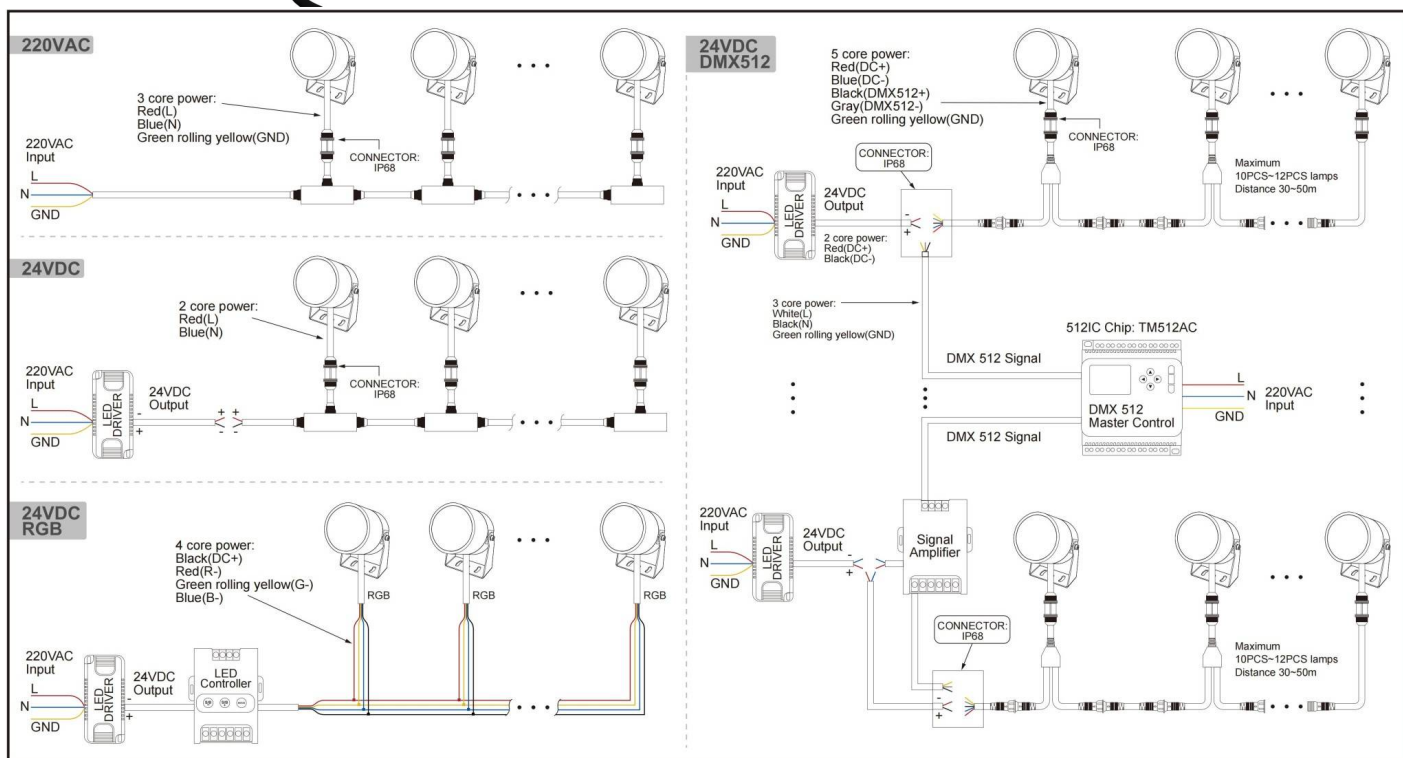 220VAC
3 core power:
Red(L)
Blue(N)
Green rolling yellow(GND)
CONNECTOR:
IP68
220VAC
Input
L
N
GND
24VDC
2 core power:
Red(L)
Blue(N)
CONNECTOR:
IP68
220VAC
Input
L
N
GND
LED
DRIVER
24VDC
Output
-
+
+ +
- -
24VDC
RGB
4 core power:
Black(DC+)
Red(R-)
Green rolling yellow(G-)
Blue(B-)
RGB
RGB
RGB
220VAC
Input
L
N
GND
LED
DRIVER
24VDC
Output
-
+
LED
Controller
24VDC
DMX512
5 core power:
Red(DC+)
Blue(DC-)
Black(DMX512+)
Gray(DMX512-)
Green rolling yellow(GND)
CONNECTOR:
IP68
CONNECTOR:
IP68
Maximum
10PCS~12PCS lamps
Distance 30~50m
220VAC
Input
L
N
GND
LED
DRIVER
24VDC
Output
-
+
2 core power:
Red(DC+)
Black(DC-)
3 core power:
White(L)
Black(N)
Green rolling yellow(GND)
512IC Chip: TM512AC
DMX 512 Signal
DMX 512
Master Control
L
N
GND
220VAC
Input
DMX 512 Signal
220VAC
Input
L
N
GND
LED
DRIVER
24VDC
Output
-
+
Signal
Amplifier
CONNECTOR:
IP68
-
+
Maximum
10PCS~12PCS lamps
Distance 30~50m